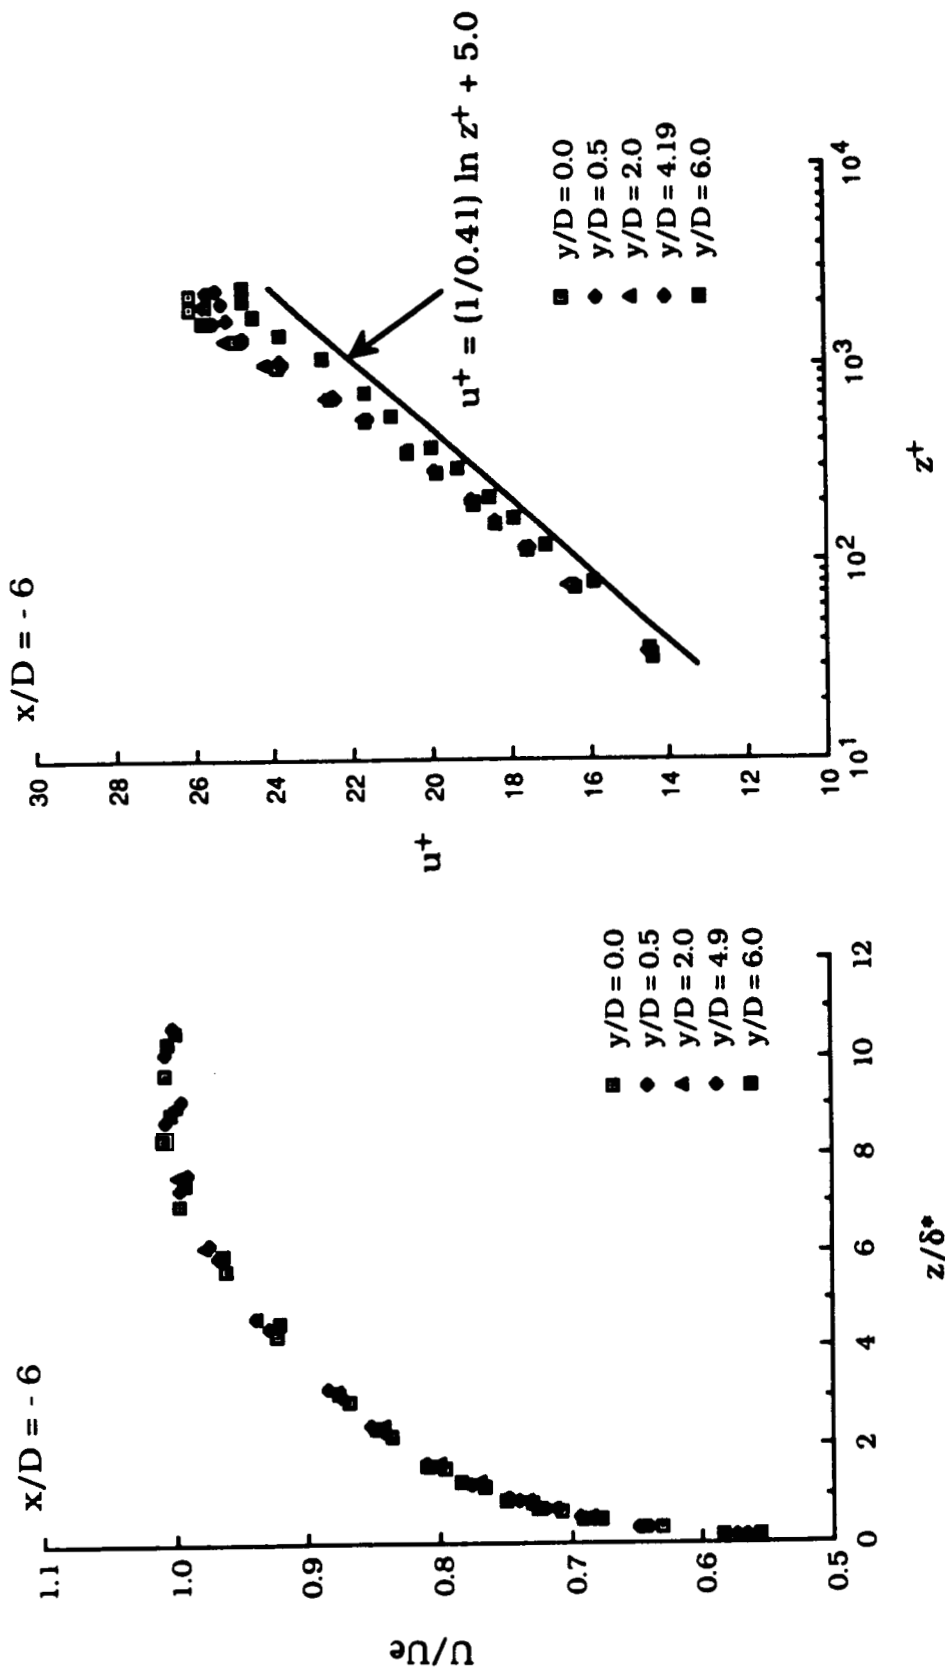 x/D = - 6
U/Ue
1.1
1.0
0.9
0.8
0.7
0.6
0.5
0
2
4
6
8
10
12
z/δ*
y/D = 0.0
y/D = 0.5
y/D = 2.0
y/D = 4.9
y/D = 6.0
x/D = - 6
u⁺
30
28
26
24
22
20
18
16
14
12
10
10¹
10²
10³
10⁴
z⁺
u⁺ = (1/0.41) ln z⁺ + 5.0
y/D = 0.0
y/D = 0.5
y/D = 2.0
y/D = 4.19
y/D = 6.0